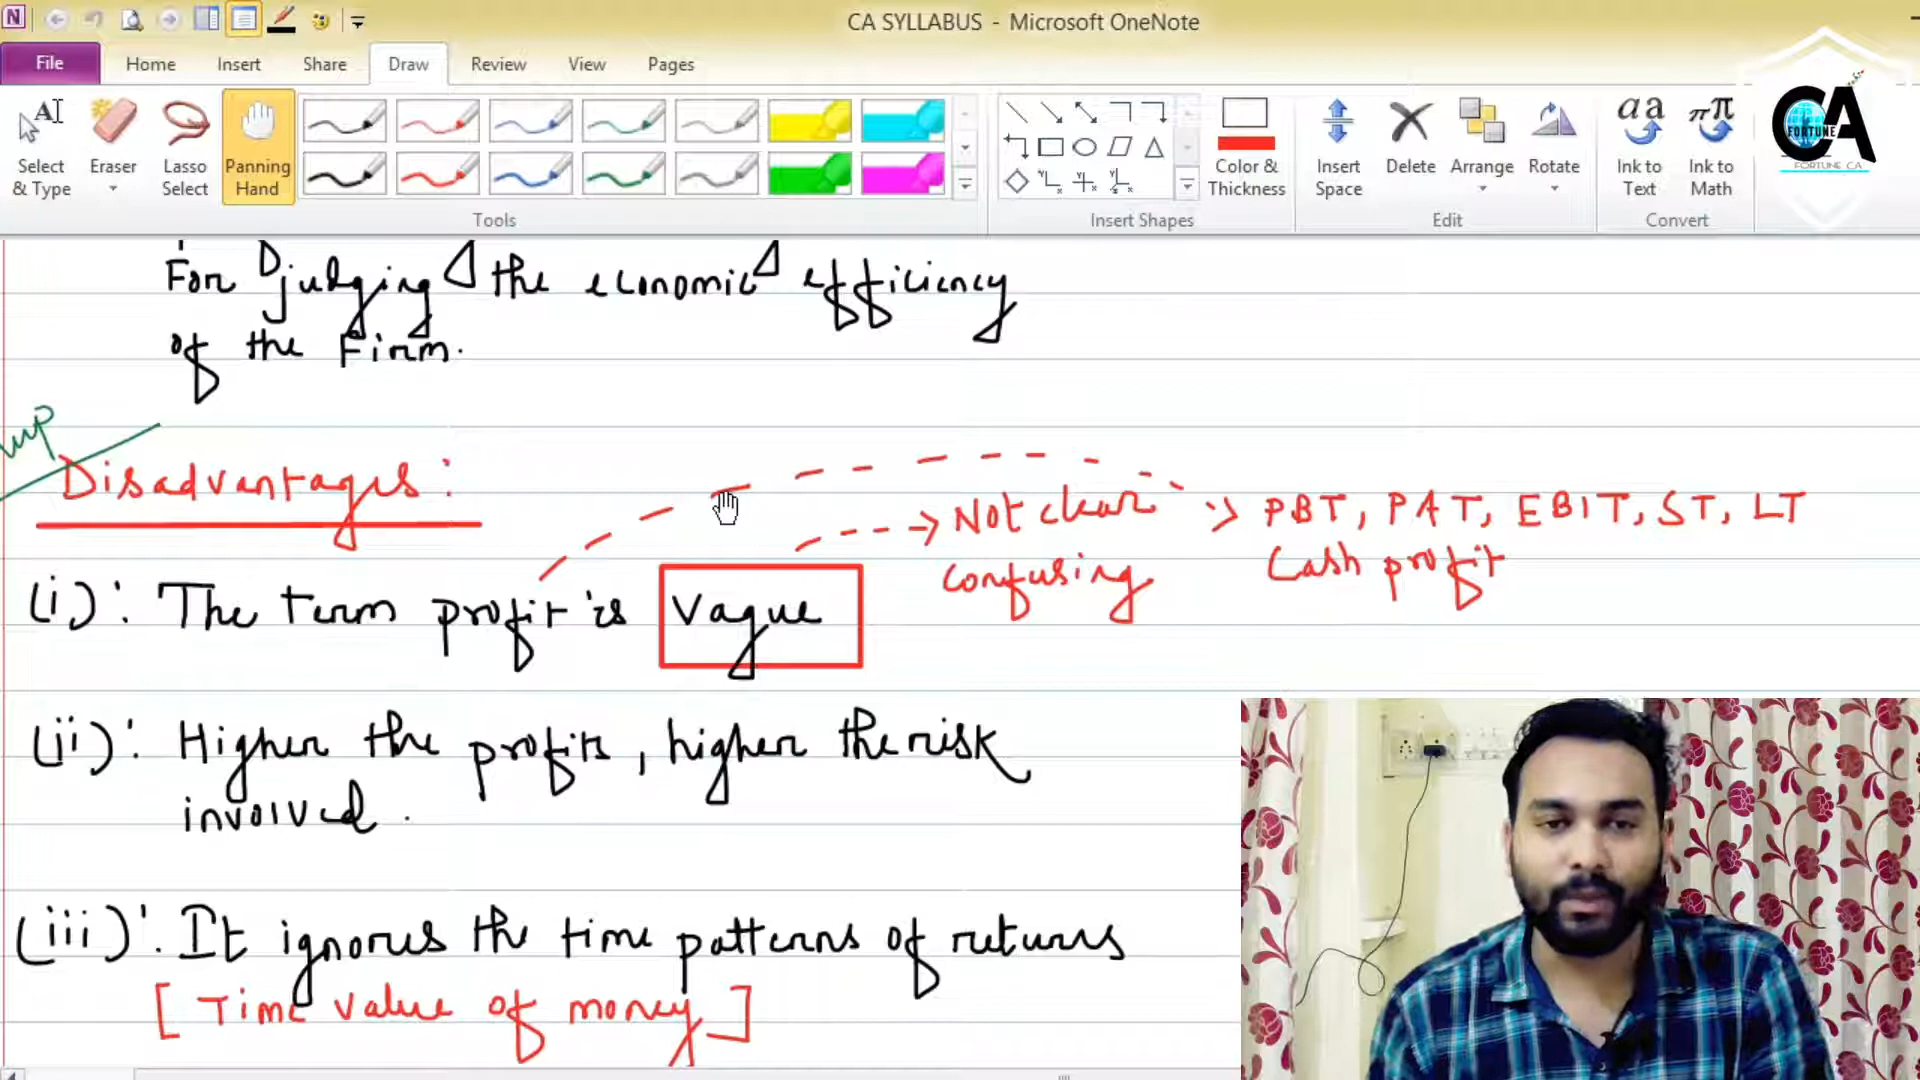 CA SYLLABUS - Microsoft OneNote
File Home Insert Share Draw Review View Pages
Select & Type
Eraser
Lasso Select
Panning Hand
Color & Thickness
Insert Space
Delete
Arrange
Rotate
Ink to Text
Ink to Math
Tools
Insert Shapes
Edit
Convert
CA
FORTUNE
FORTUNE CA
For judging the economic efficiency
of the Firm.
Disadvantages:
Not clear
confusing
PBT, PAT, EBIT, ST, LT
Cash profit
(i): The term profit is vague
(ii): Higher the profits, higher the risk
involved.
(iii): It ignores the time patterns of returns
[Time value of money]